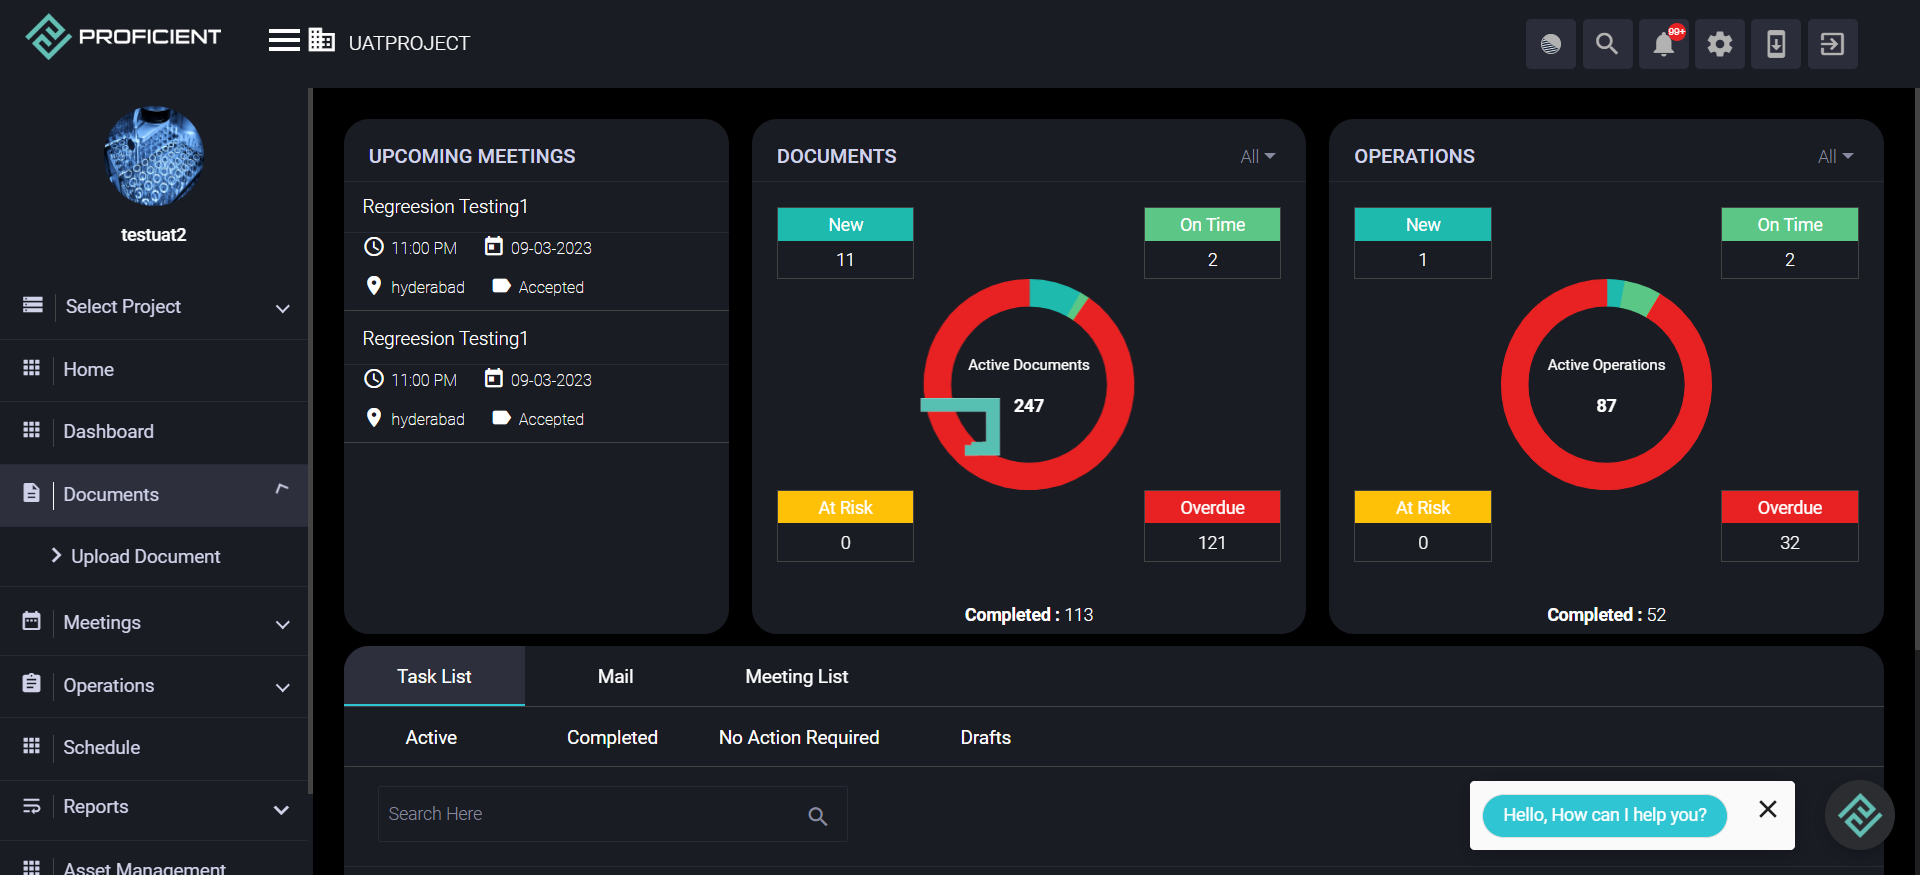 PROFICIENT
UATPROJECT
99+
testuat2
Select Project
Home
Dashboard
Documents
Upload Document
Meetings
Operations
Schedule
Reports
Asset Management
UPCOMING MEETINGS
Regreesion Testing1
11:00 PM 09-03-2023
hyderabad Accepted
Regreesion Testing1
11:00 PM 09-03-2023
hyderabad Accepted
DOCUMENTS All
New On Time
11 2
Active Documents
247
At Risk Overdue
0 121
Completed : 113
OPERATIONS All
New On Time
1 2
Active Operations
87
At Risk Overdue
0 32
Completed : 52
Task List Mail Meeting List
Active Completed No Action Required Drafts
Search Here
Hello, How can I help you?